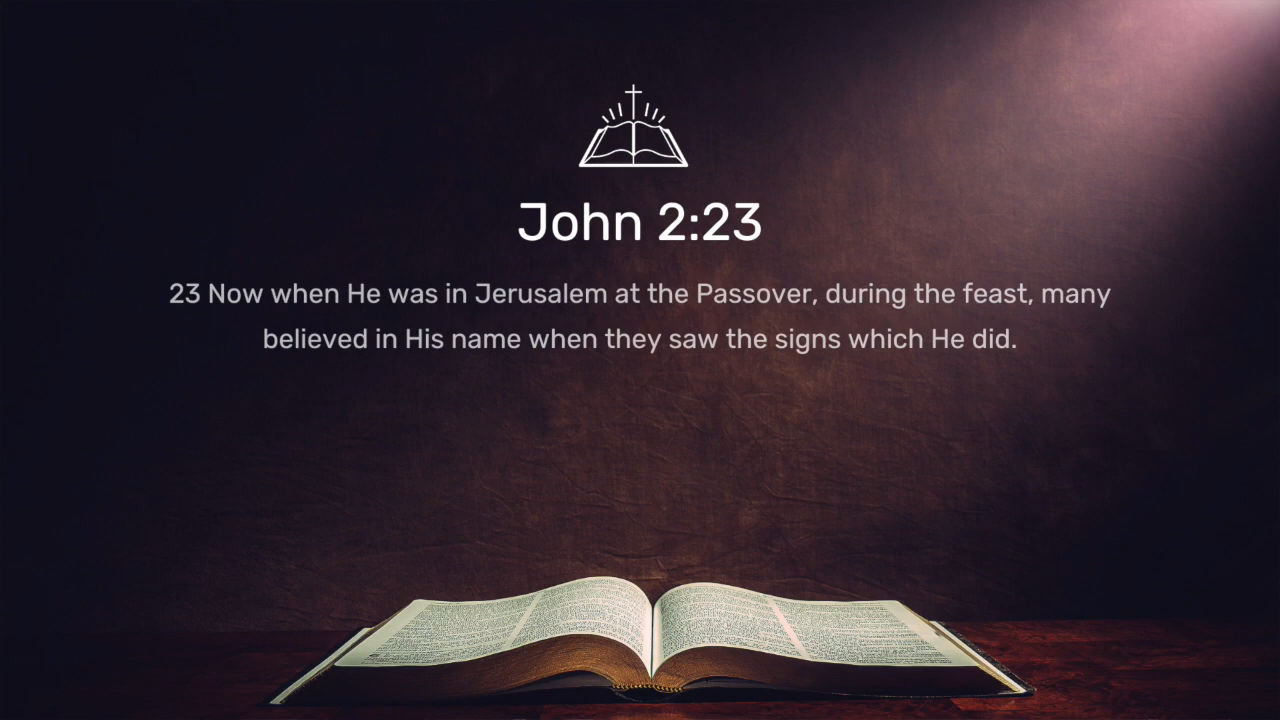 John 2:23
23 Now when He was in Jerusalem at the Passover, during the feast, many
believed in His name when they saw the signs which He did.